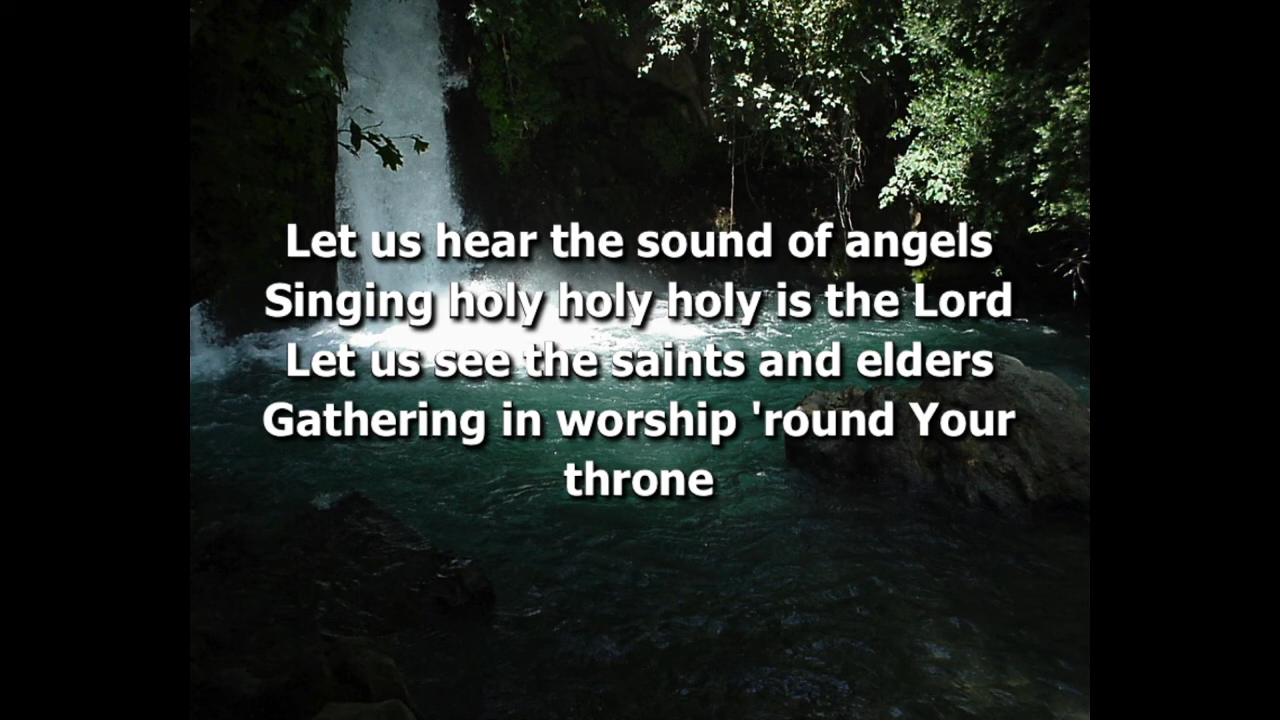 Let us hear the sound of angels
Singing holy holy holy is the Lord
Let us see the saints and elders
Gathering in worship 'round Your
throne